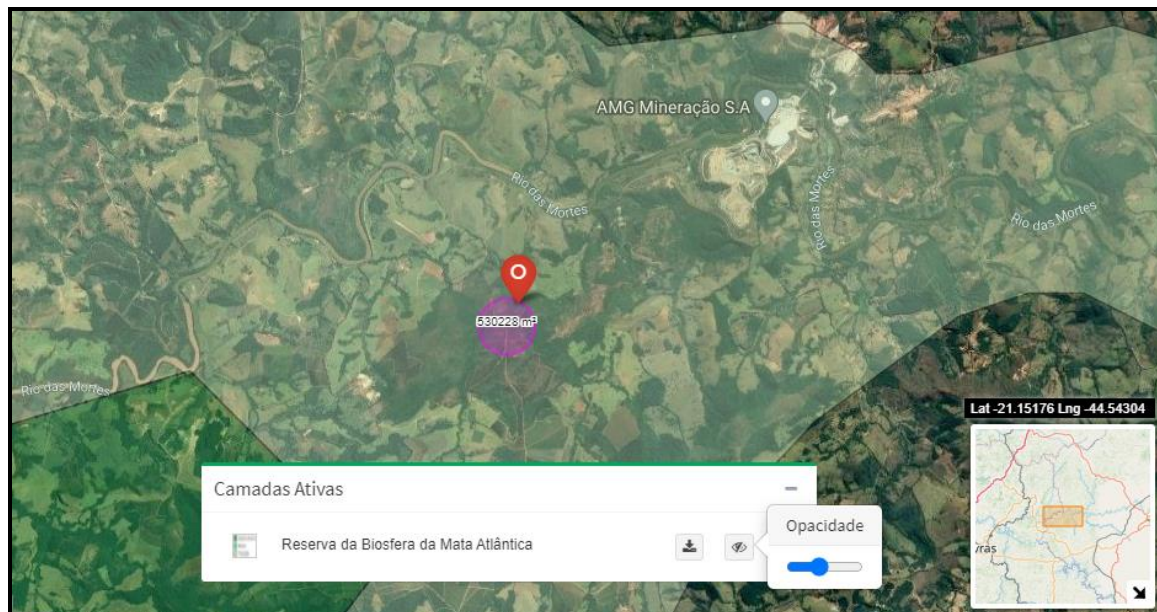 AMG Mineração S.A
Rio das Mortes
Rio das Mortes
Rio das Mortes
530228 m²
Rio das Mortes
Lat -21.15176 Lng -44.54304
Camadas Ativas
Opacidade
Reserva da Biosfera da Mata Atlântica
vras